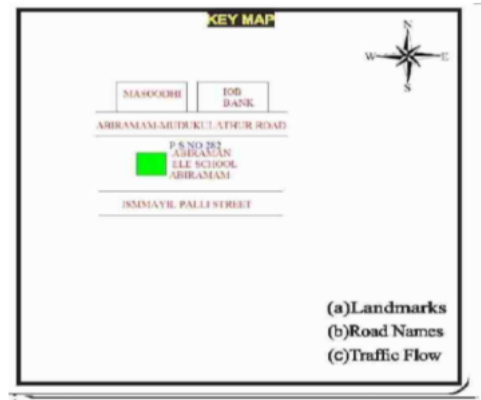 KEY MAP
N
W E
S
MASOODHI
IOB
BANK
ABIRAMAM-MUDUKULATHUR ROAD
P.S NO 282
ABIRAMAN
ELE SCHOOL
ABIRAMAM
ISMMAYIL PALLI STREET
(a)Landmarks
(b)Road Names
(c)Traffic Flow